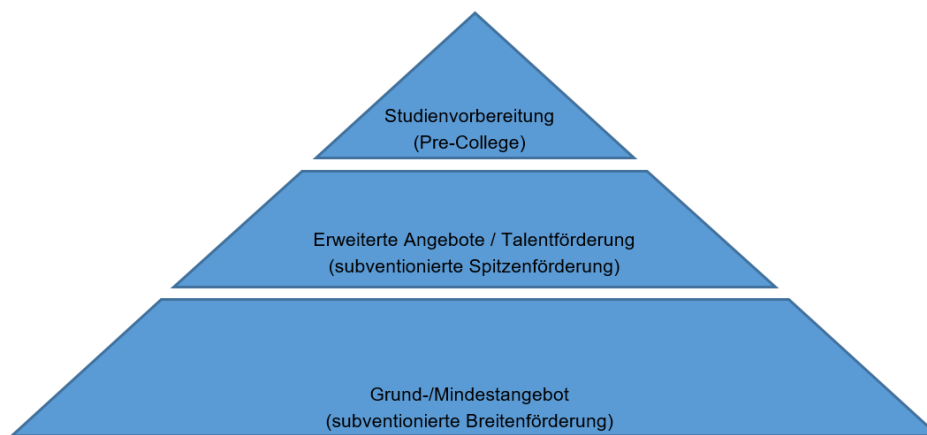 Studienvorbereitung
(Pre-College)
Erweiterte Angebote / Talentförderung
(subventionierte Spitzenförderung)
Grund-/Mindestangebot
(subventionierte Breitenförderung)